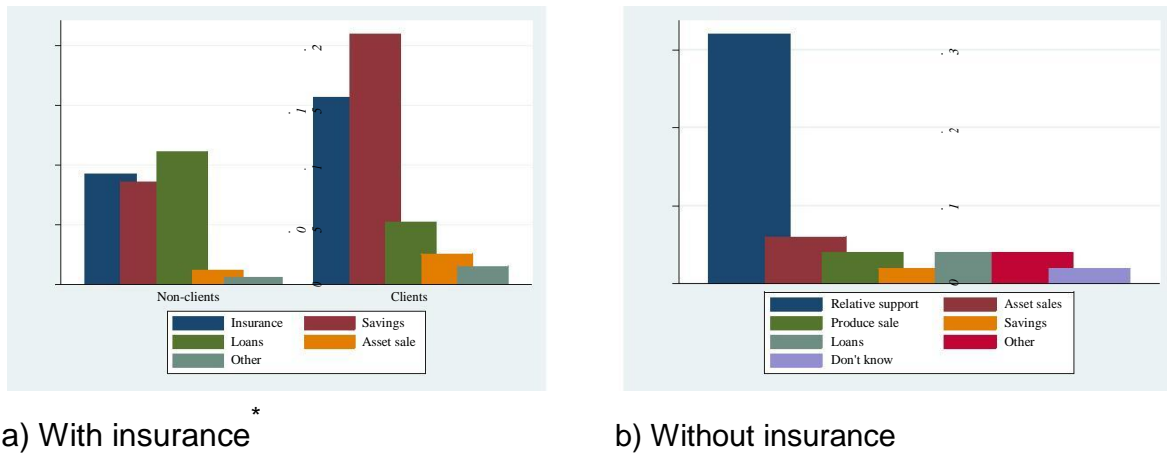 .2
.15
.1
.05
0
Non-clients Clients
Insurance Savings
Loans Asset sale
Other
a) With insurance*
.3
.2
.1
0
Relative support Asset sales
Produce sale Savings
Loans Other
Don't know
b) Without insurance